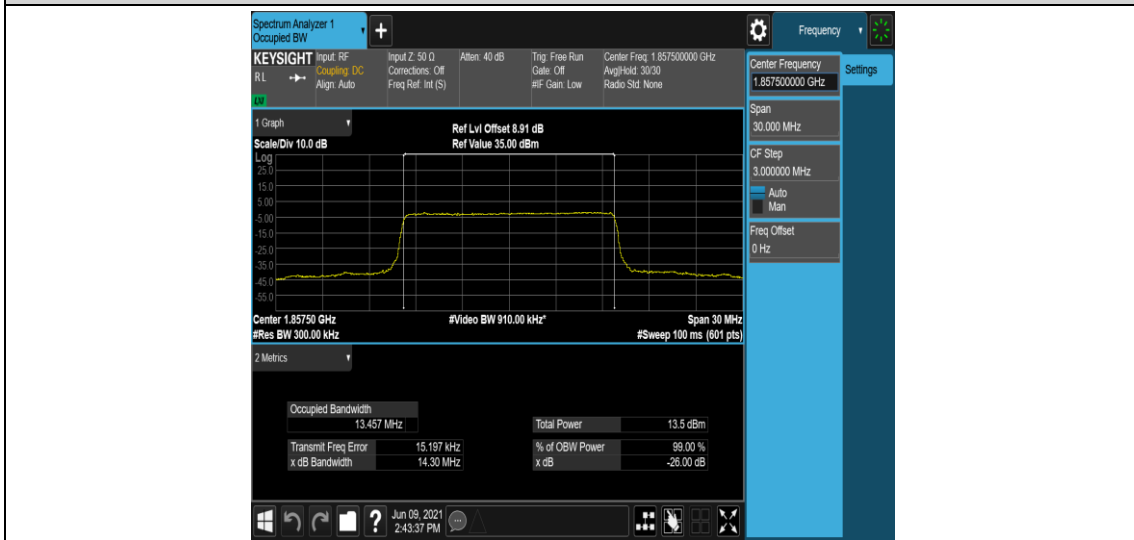 Spectrum Analyzer 1
Occupied BW
Frequency
KEYSIGHT
RL
LXI
Input: RF
Coupling: DC
Align: Auto
Input Z: 50 Ω
Corrections: Off
Freq Ref: Int (S)
Atten: 40 dB
Trig: Free Run
Gate: Off
#IF Gain: Low
Center Freq: 1.857500000 GHz
Avg|Hold: 30/30
Radio Std: None
Center Frequency
1.857500000 GHz
Settings
Span
30.000 MHz
CF Step
3.000000 MHz
Auto
Man
Freq Offset
0 Hz
1 Graph
Scale/Div 10.0 dB
Ref Lvl Offset 8.91 dB
Ref Value 35.00 dBm
Log
25.0
15.0
5.00
-5.00
-15.0
-25.0
-35.0
-45.0
-55.0
Center 1.85750 GHz
#Video BW 910.00 kHz*
Span 30 MHz
#Res BW 300.00 kHz
#Sweep 100 ms (601 pts)
2 Metrics
Occupied Bandwidth
13.457 MHz
Total Power 13.5 dBm
Transmit Freq Error 15.197 kHz
% of OBW Power 99.00 %
x dB Bandwidth 14.30 MHz
x dB -26.00 dB
?
Jun 09, 2021
2:43:37 PM